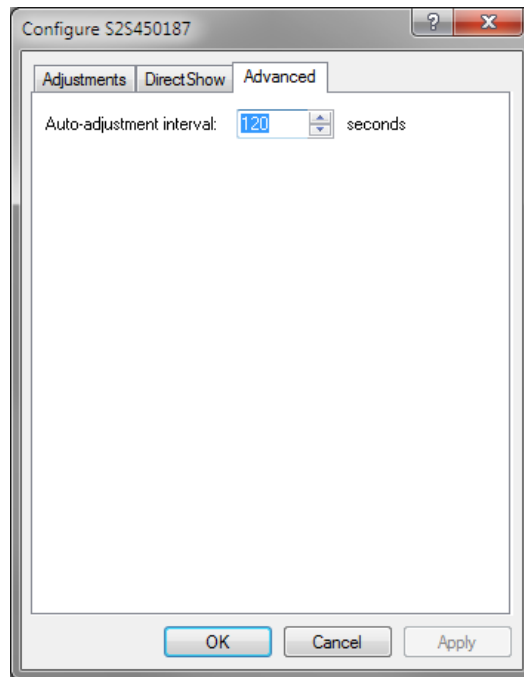 Configure S2S450187
Adjustments DirectShow Advanced
Auto-adjustment interval: 120 seconds
OK Cancel Apply